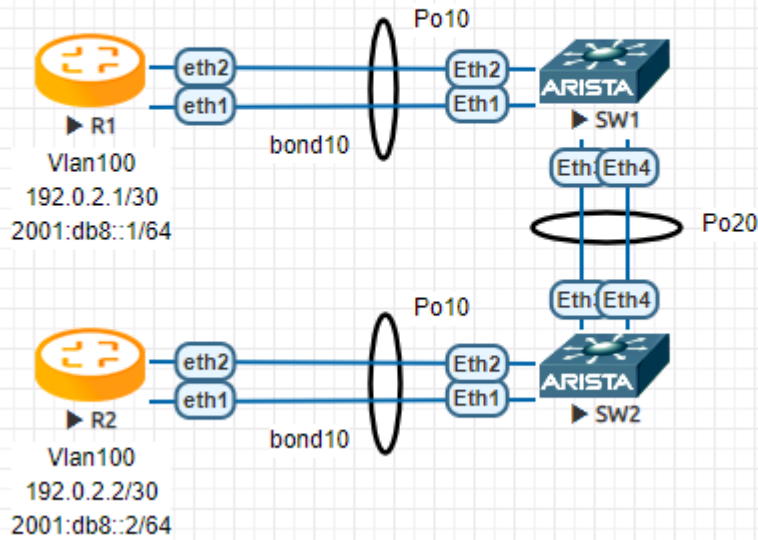 Po10
eth2
Eth2
ARISTA
eth1
Eth1
R1
SW1
bond10
Vlan100
192.0.2.1/30
2001:db8::1/64
Eth4
Po20
Eth4
Po10
eth2
Eth2
ARISTA
eth1
Eth1
R2
SW2
bond10
Vlan100
192.0.2.2/30
2001:db8::2/64